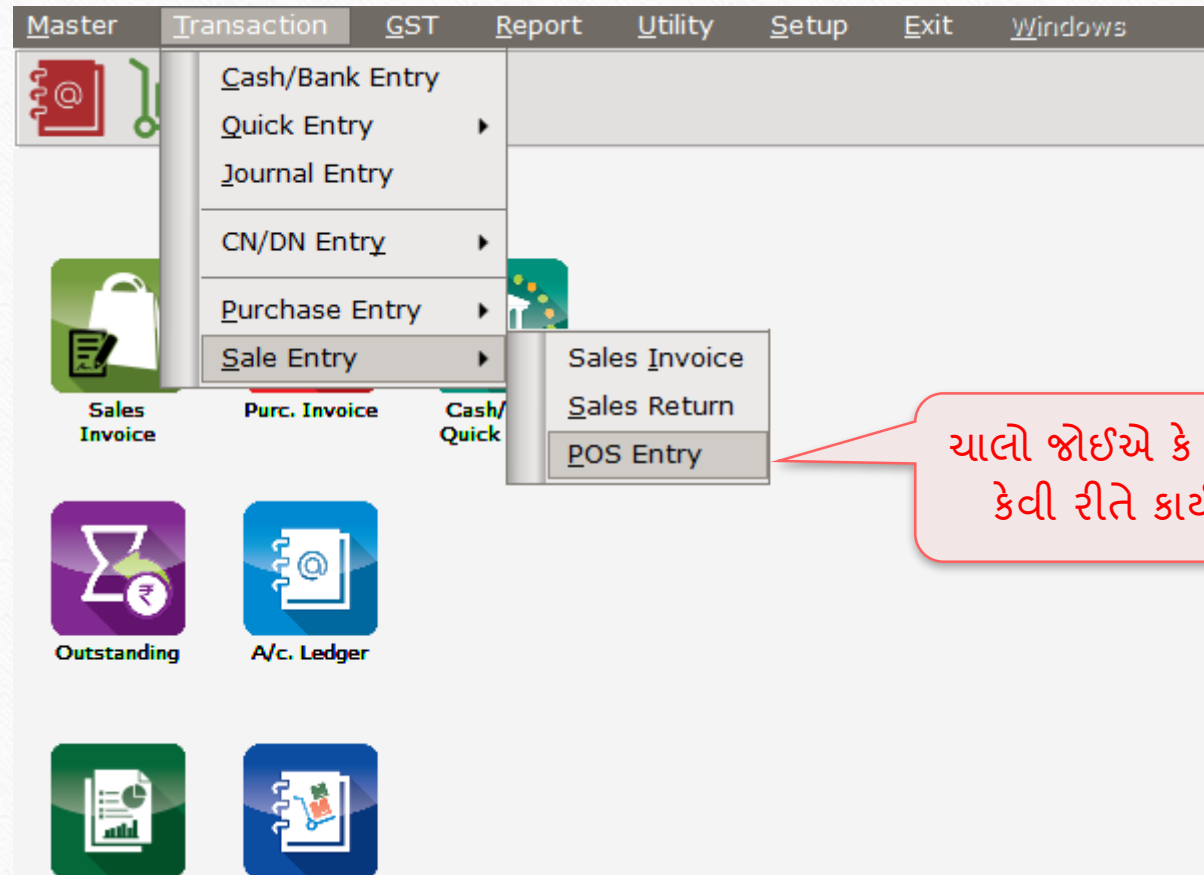 Master Transaction GST Report Utility Setup Exit Windows
Cash/Bank Entry
Quick Entry
Journal Entry
CN/DN Entry
Purchase Entry
Sale Entry
Sales Invoice
Sales Return
POS Entry
Sales
Invoice
Purc. Invoice
Cash/
Quick
ચાલો જોઈએ કે
કેવી રીતે
Outstanding
A/c. Ledger